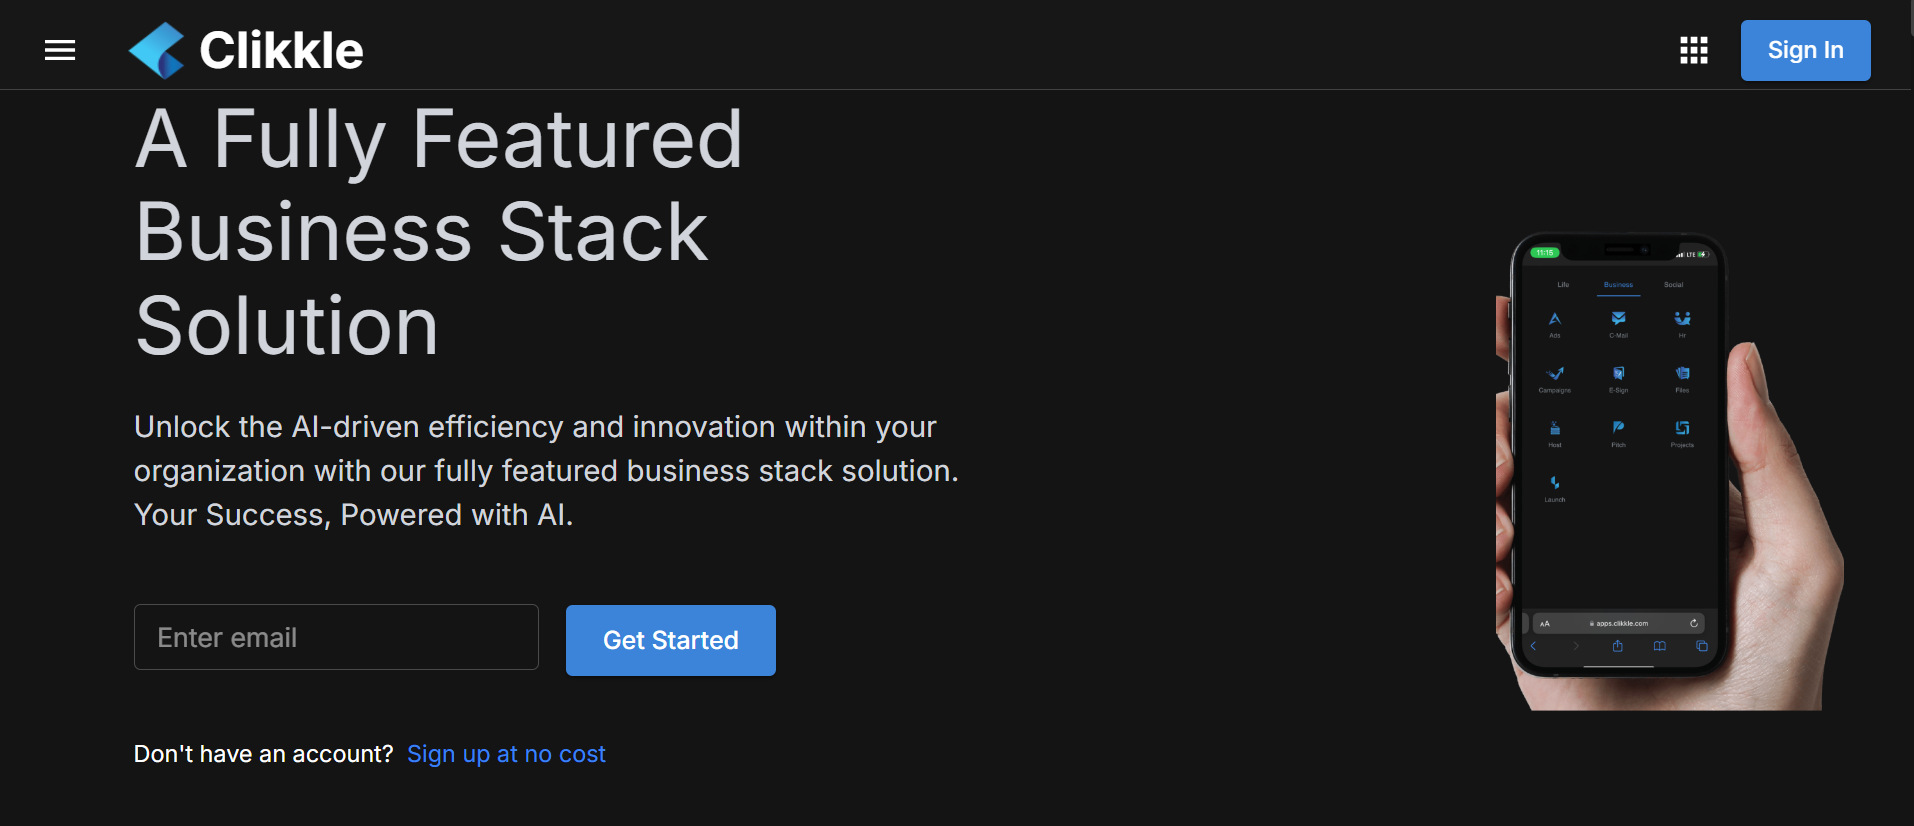 Clikkle
Sign In
A Fully Featured
Business Stack
Solution
Unlock the AI-driven efficiency and innovation within your
organization with our fully featured business stack solution.
Your Success, Powered with AI.
Enter email
Get Started
Don't have an account? Sign up at no cost
11:15
LTE
Life Business Social
Ads C-Mail Hr
Campaigns E-Sign Files
Host Pitch Projects
Launch
AA apps.clikkle.com